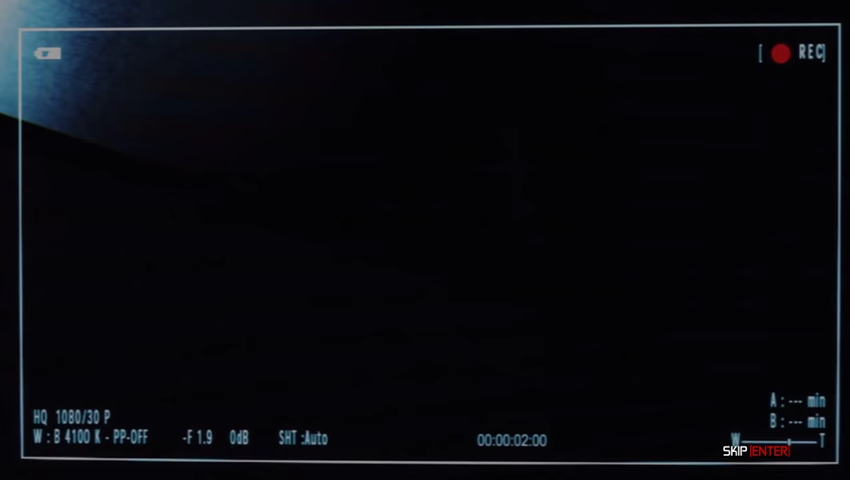 [ REC]
HQ 1080/30 P
W : B 4100 K - PP-OFF -F 1.9 0dB SHT :Auto
00:00:02:00
A : --- min
B : --- min
W T
SKIP [ENTER]